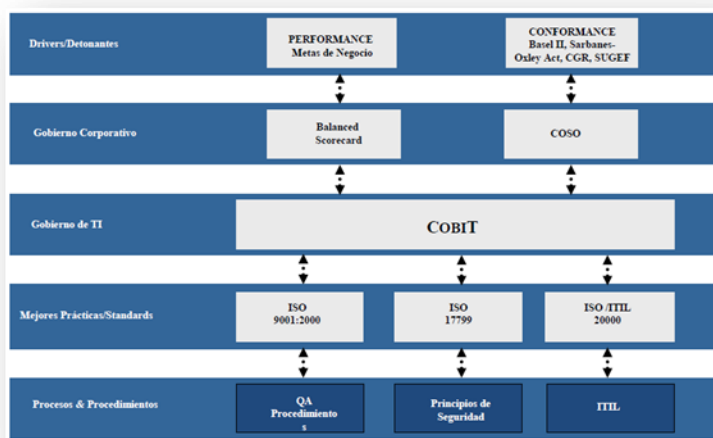 Drivers/Detonantes
PERFORMANCE
Metas de Negocio
CONFORMANCE
Basel II, Sarbanes-
Oxley Act, CGR, SUGEF
Gobierno Corporativo
Balanced
Scorecard
COSO
Gobierno de TI
COBIT
Mejores Prácticas/Standards
ISO
9001:2000
ISO
17799
ISO /ITIL
20000
Procesos & Procedimientos
QA
Procedimiento
s
Principios de
Seguridad
ITIL